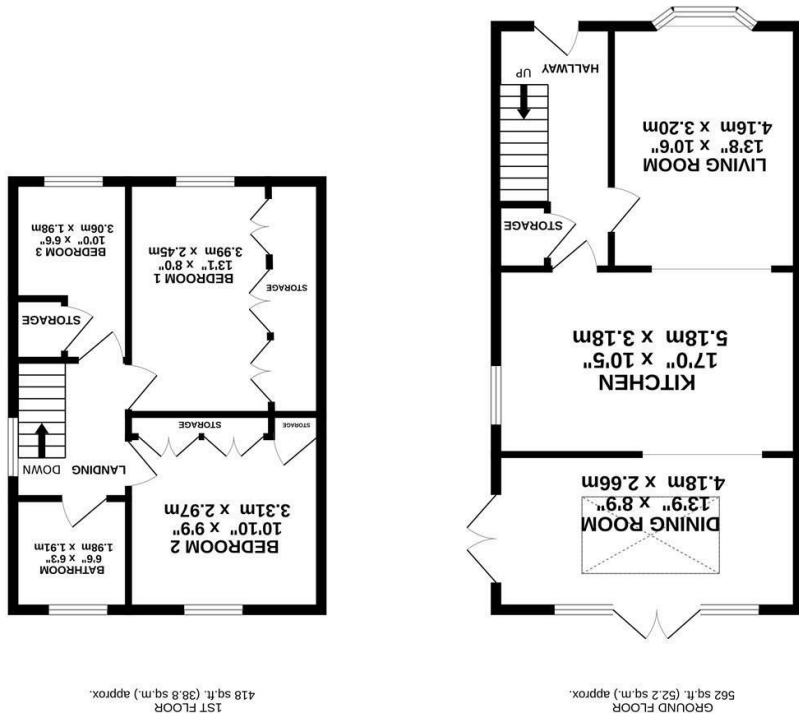 GROUND FLOOR
562 sq.ft. (52.2 sq.m.) approx.
DINING ROOM
13'9" x 8'9"
4.18m x 2.66m
KITCHEN
17'0" x 10'5"
5.18m x 3.18m
STORAGE
LIVING ROOM
13'8" x 10'6"
4.16m x 3.20m
UP
HALLWAY
1ST FLOOR
418 sq.ft. (38.8 sq.m.) approx.
BEDROOM 2
10'10" x 9'9"
3.31m x 2.97m
BATHROOM
6'6" x 6'3"
1.98m x 1.91m
LANDING
DOWN
STORAGE
STORAGE
STORAGE
BEDROOM 1
13'1" x 8'0"
3.99m x 2.45m
STORAGE
BEDROOM 3
10'0" x 6'6"
3.06m x 1.98m